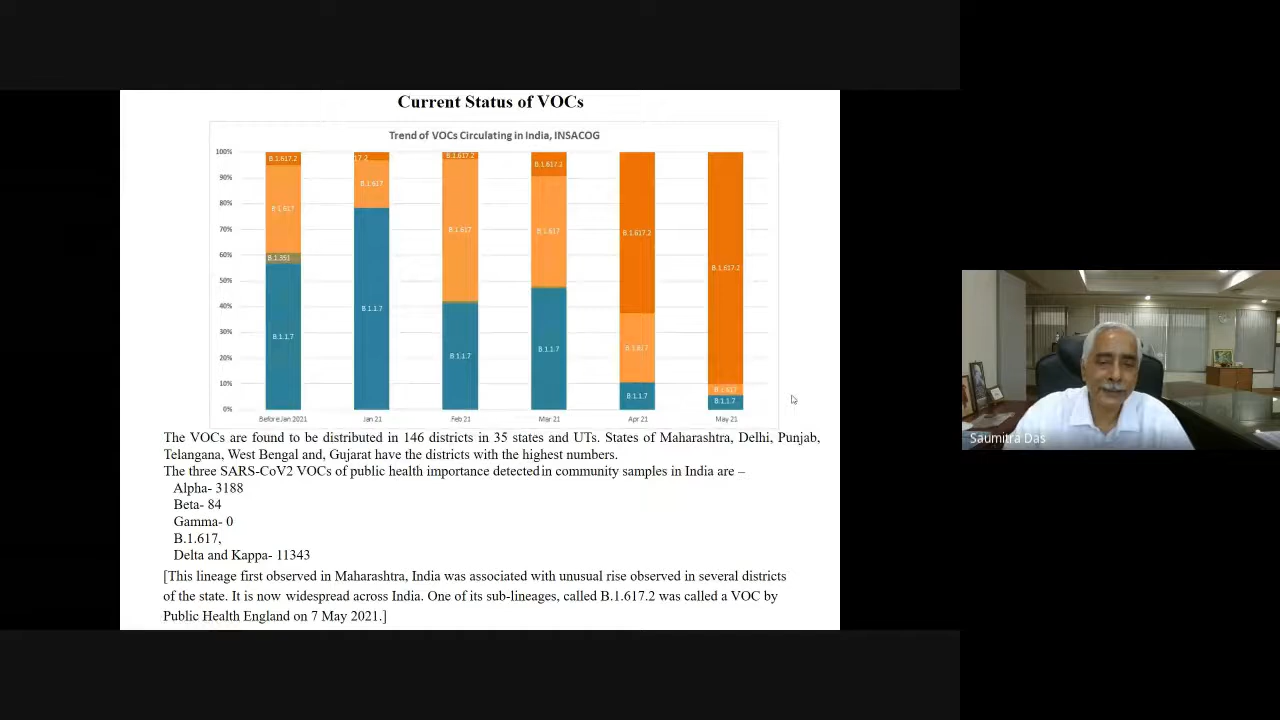 Current Status of VOCs
Trend of VOCs Circulating in India, INSACOG
100%
90%
80%
70%
60%
50%
40%
30%
20%
10%
0%
B.1.617.2
B.1.617
B.1.351
B.1.1.7
17.2
B.1.617
B.1.1.7
B.1.617.2
B.1.617
B.1.1.7
B.1.617.2
B.1.617
B.1.1.7
B.1.617.2
B.1.617
B.1.1.7
B.1.617.2
B.1.617
B.1.1.7
Before Jan 2021
Jan 21
Feb 21
Mar 21
Apr 21
May 21
The VOCs are found to be distributed in 146 districts in 35 states and UTs. States of Maharashtra, Delhi, Punjab,
Telangana, West Bengal and, Gujarat have the districts with the highest numbers.
The three SARS-CoV2 VOCs of public health importance detected in community samples in India are –
Alpha- 3188
Beta- 84
Gamma- 0
B.1.617,
Delta and Kappa- 11343
[This lineage first observed in Maharashtra, India was associated with unusual rise observed in several districts
of the state. It is now widespread across India. One of its sub-lineages, called B.1.617.2 was called a VOC by
Public Health England on 7 May 2021.]
Saumitra Das